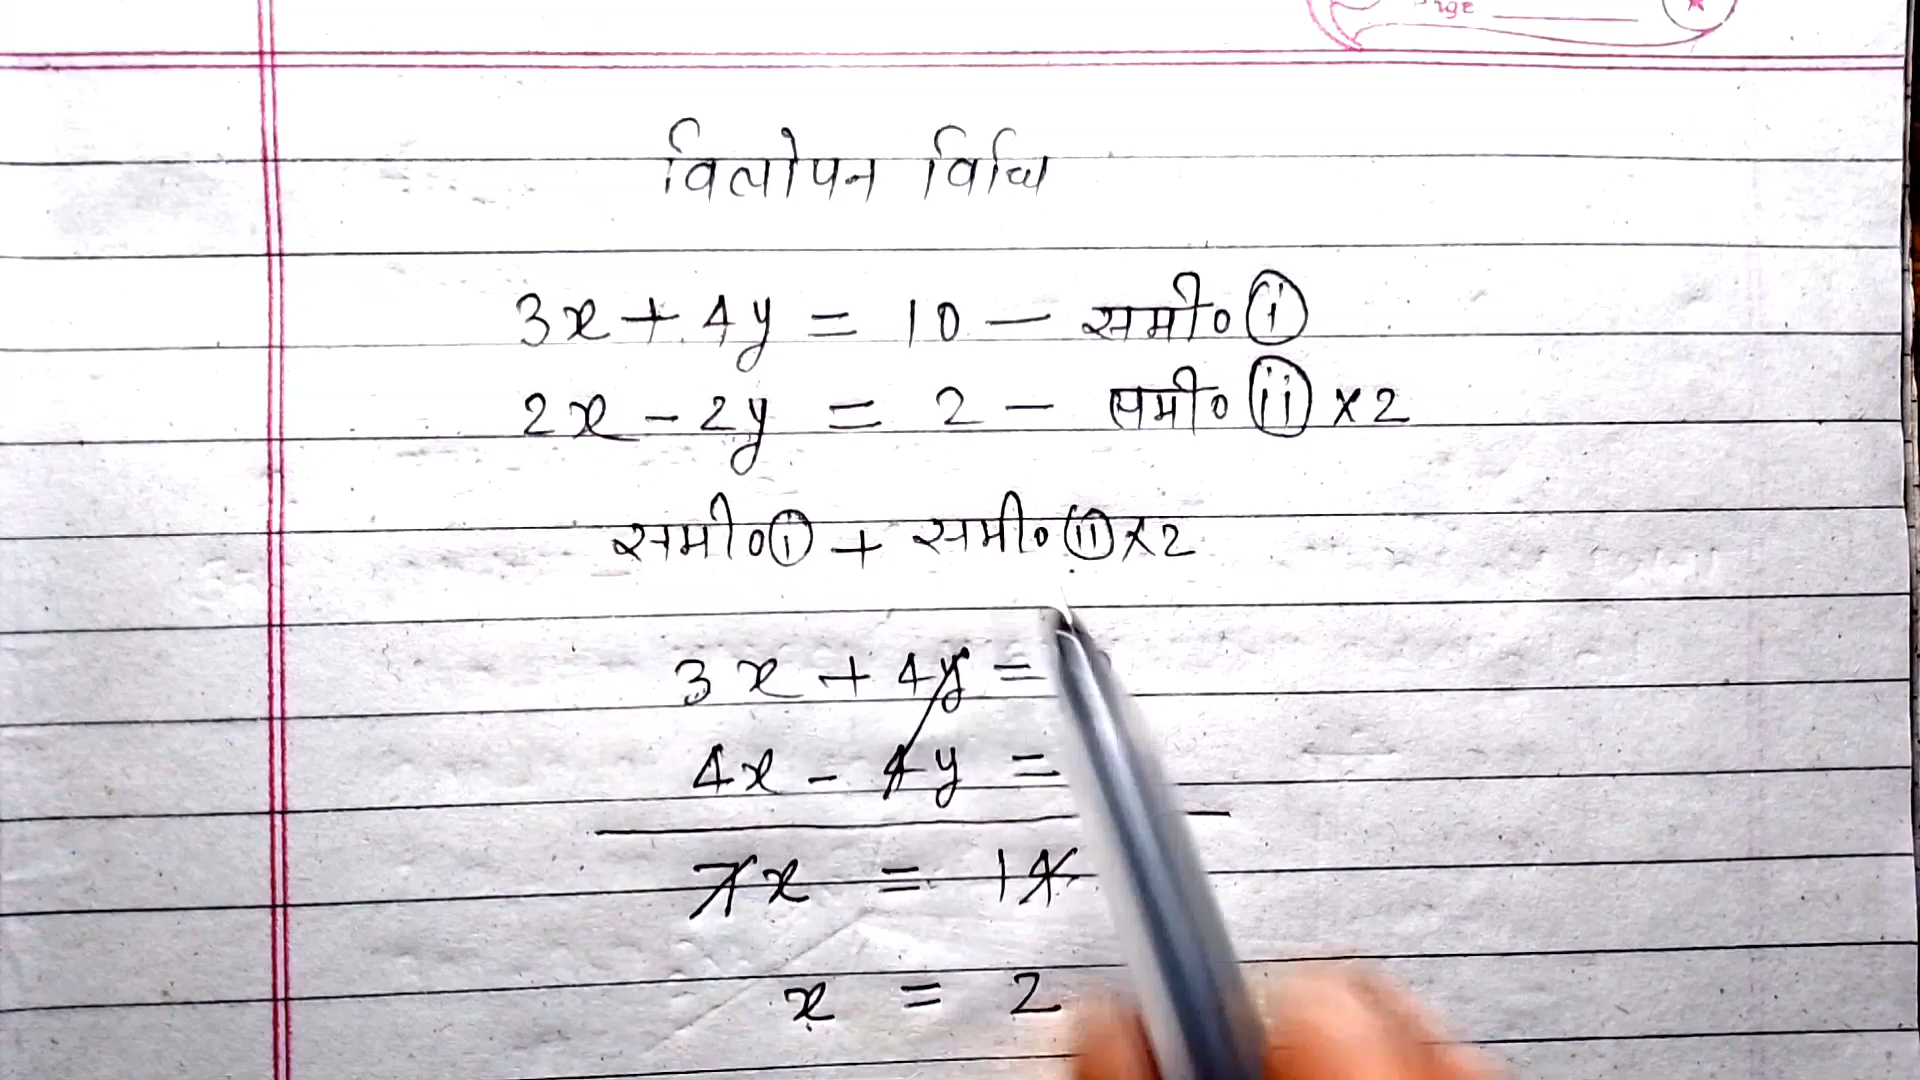 विलोपन विधि
3x + 4y = 10 — समी० (i)
2x - 2y = 2 — समी० (ii) × 2
समी० (i) + समी० (ii) × 2
3x + 4y =
4x - 4y =
7x = 14
x = 2